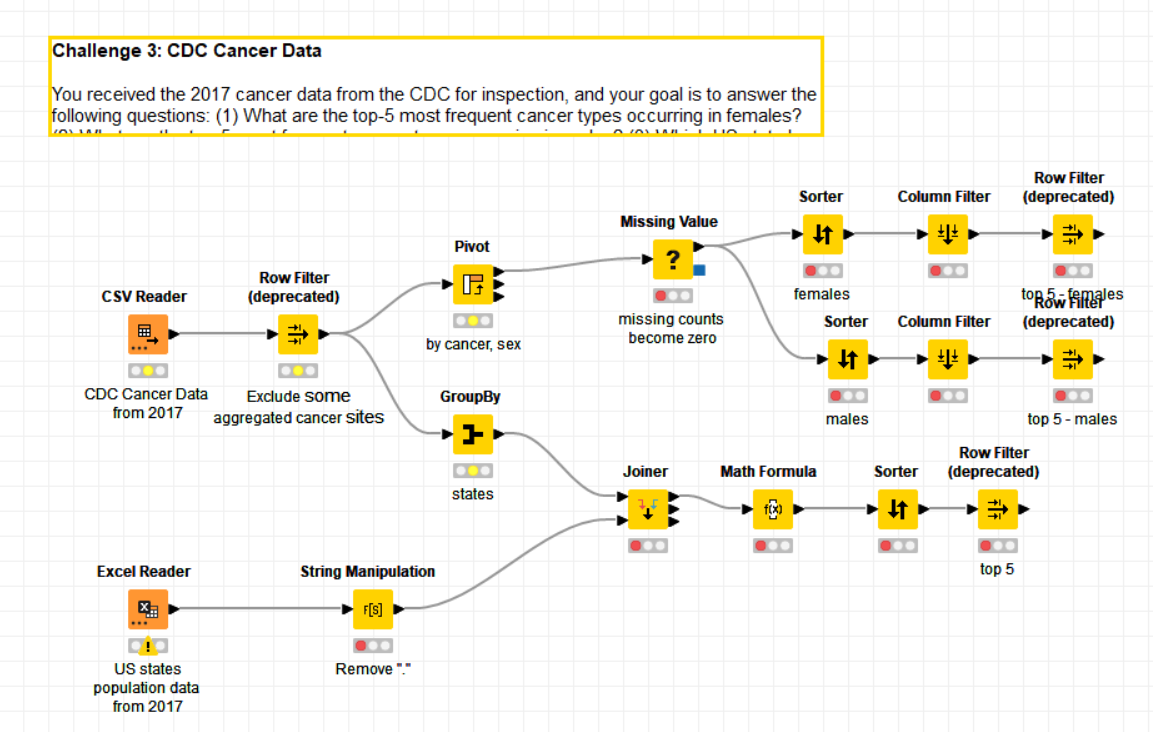 Challenge 3: CDC Cancer Data
You received the 2017 cancer data from the CDC for inspection, and your goal is to answer the
following questions: (1) What are the top-5 most frequent cancer types occurring in females?
Row Filter
(deprecated)
Sorter
Column Filter
Missing Value
?
females
top 5 - females
Pivot
missing counts
become zero
Row Filter
(deprecated)
Sorter
Column Filter
Row Filter
(deprecated)
CSV Reader
by cancer, sex
males
top 5 - males
CDC Cancer Data
from 2017
Exclude some
aggregated cancer sites
GroupBy
states
Joiner
Math Formula
f(x)
Sorter
Row Filter
(deprecated)
top 5
Excel Reader
X
String Manipulation
F[S]
!
US states
population data
from 2017
Remove "."